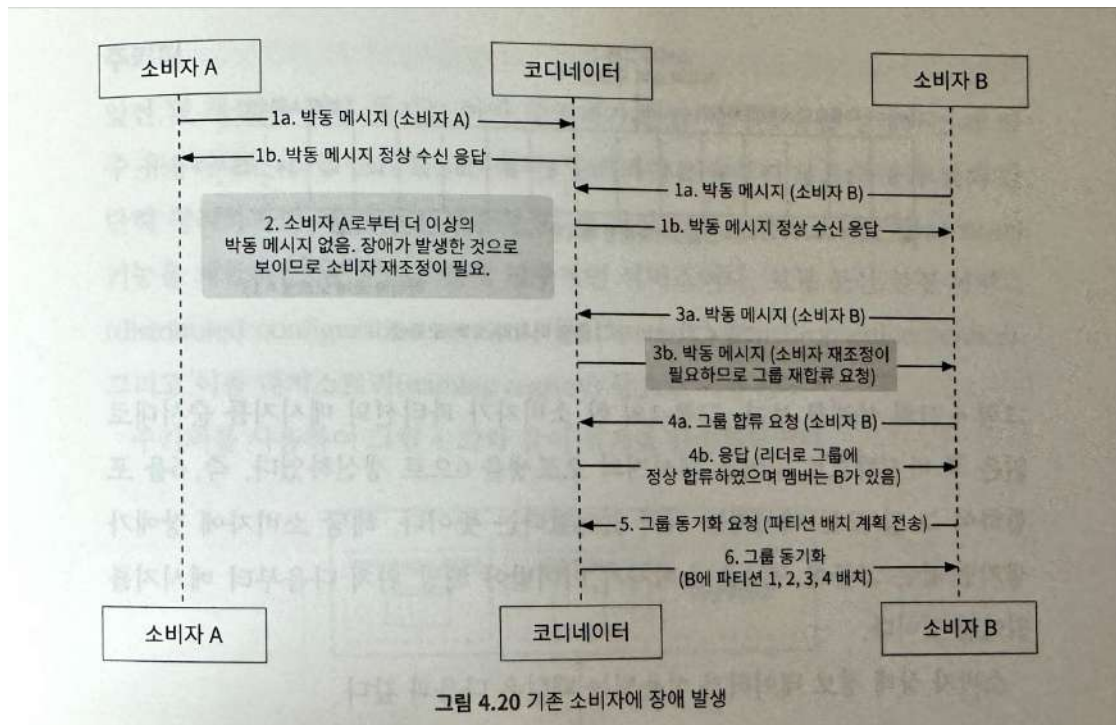 소비자 A
코디네이터
소비자 B
1a. 박동 메시지 (소비자 A)
1b. 박동 메시지 정상 수신 응답
1a. 박동 메시지 (소비자 B)
1b. 박동 메시지 정상 수신 응답
2. 소비자 A로부터 더 이상의
박동 메시지 없음. 장애가 발생한 것으로
보이므로 소비자 재조정이 필요.
3a. 박동 메시지 (소비자 B)
3b. 박동 메시지 (소비자 재조정이
필요하므로 그룹 재합류 요청)
4a. 그룹 합류 요청 (소비자 B)
4b. 응답 (리더로 그룹에
정상 합류하였으며 멤버는 B가 있음)
5. 그룹 동기화 요청 (파티션 배치 계획 전송)
6. 그룹 동기화
(B에 파티션 1, 2, 3, 4 배치)
소비자 A
코디네이터
소비자 B
그림 4.20 기존 소비자에 장애 발생